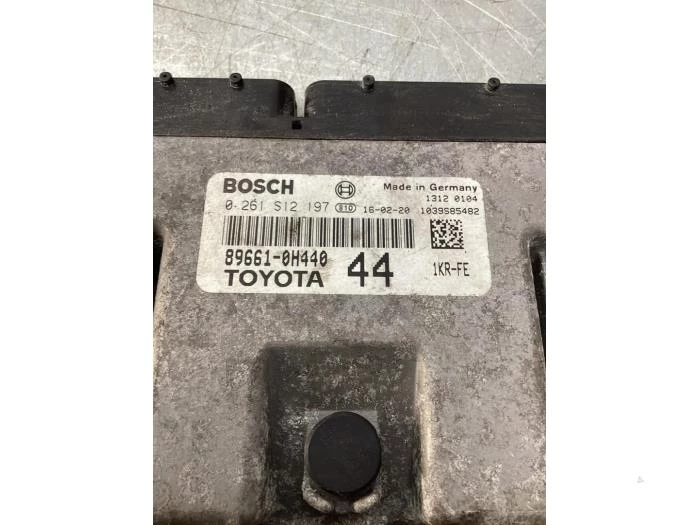 BOSCH Made in Germany
1312 0104
0 261 S12 197 S10 16-02-20 1039S85482
89661-0H440
TOYOTA 44 1KR-FE